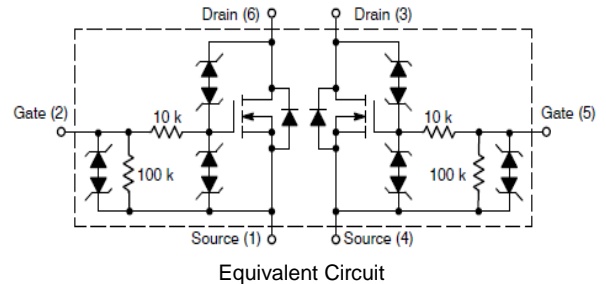 Drain (6) Drain (3)
Gate (2) 10 k 10 k Gate (5)
100 k 100 k
Source (1) Source (4)
Equivalent Circuit